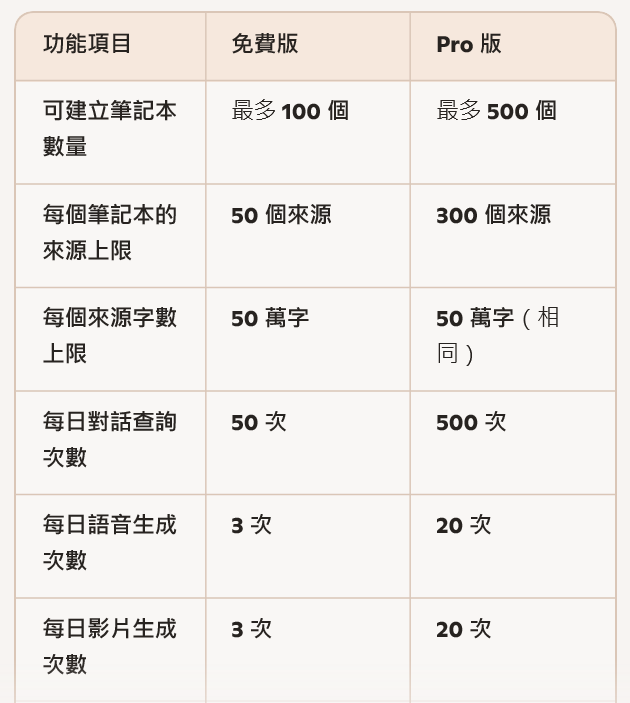 功能項目 免費版 Pro 版
可建立筆記本 最多 100 個 最多 500 個
數量
每個筆記本的 50 個來源 300 個來源
來源上限
每個來源字數 50 萬字 50 萬字（相
上限 同）
每日對話查詢 50 次 500 次
次數
每日語音生成 3 次 20 次
次數
每日影片生成 3 次 20 次
次數